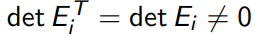 det E_i^T = det E_i ≠ 0